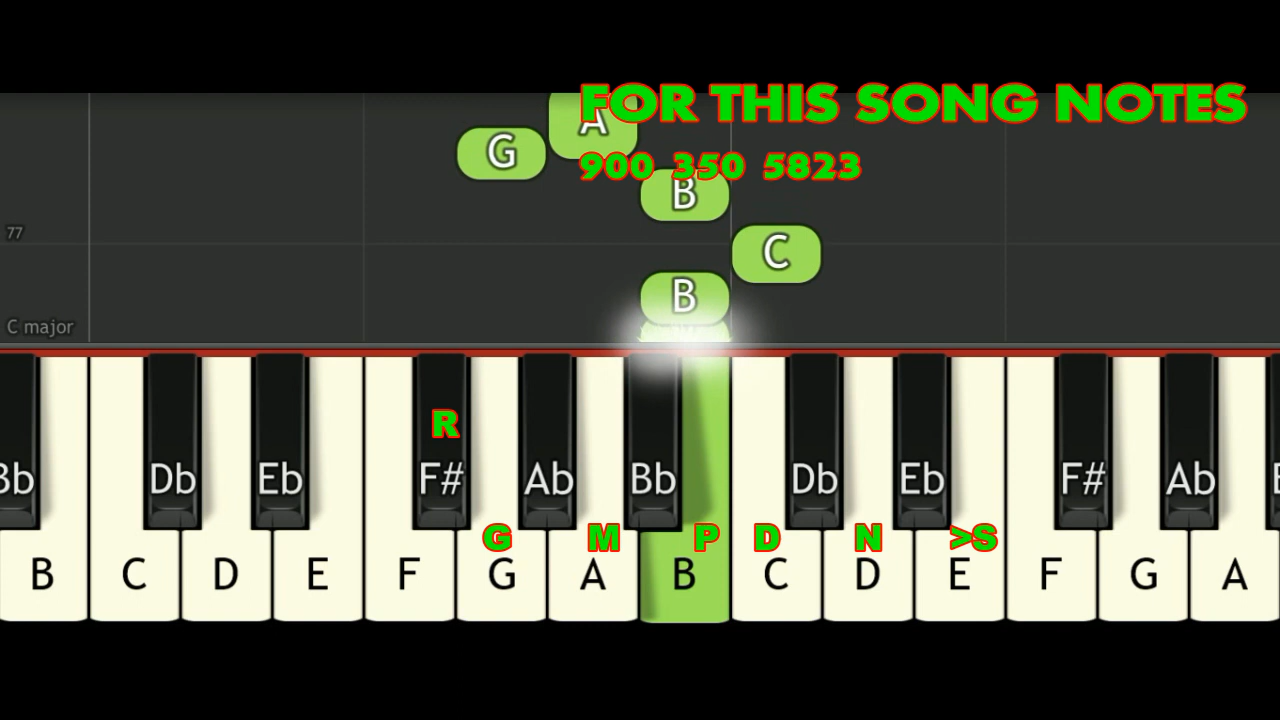 FOR THIS SONG NOTES
A
G
900 350 5823
B
77
C
B
C major
R
Bb Db Eb F# Ab Bb Db Eb F# Ab
G M P D N >S
B C D E F G A B C D E F G A